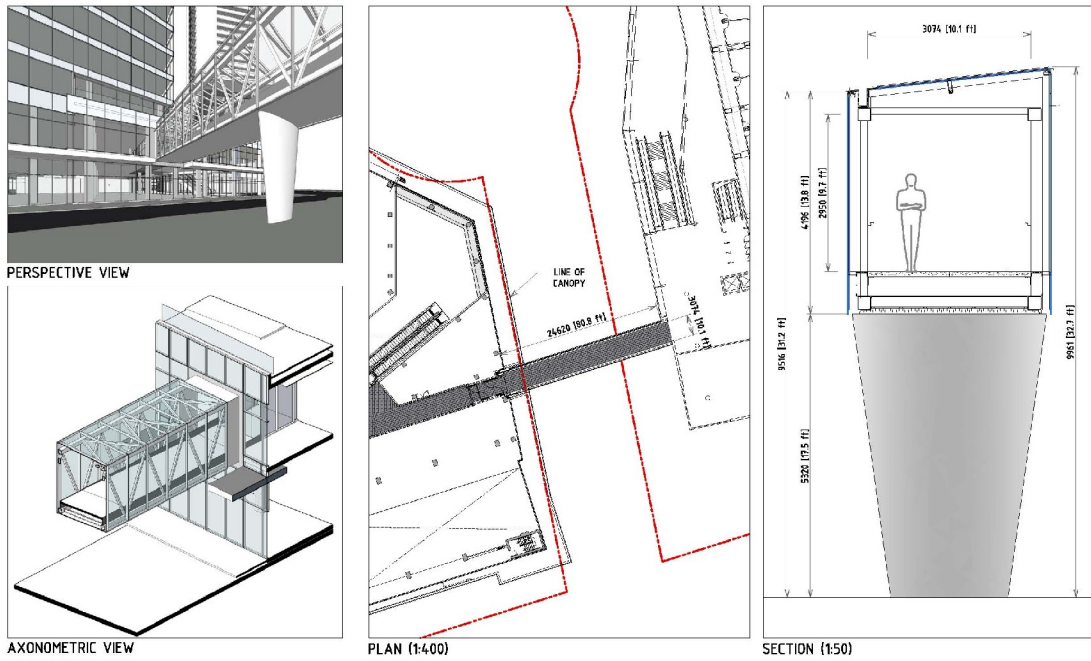 PERSPECTIVE VIEW
AXONOMETRIC VIEW
LINE OF
CANOPY
24620 [80.8 ft]
3074 [10.1 ft]
PLAN (1:400)
3074 [10.1 ft]
4196 [13.8 ft]
2950 [9.7 ft]
9516 [31.2 ft]
5320 [17.5 ft]
9961 [32.7 ft]
SECTION (1:50)